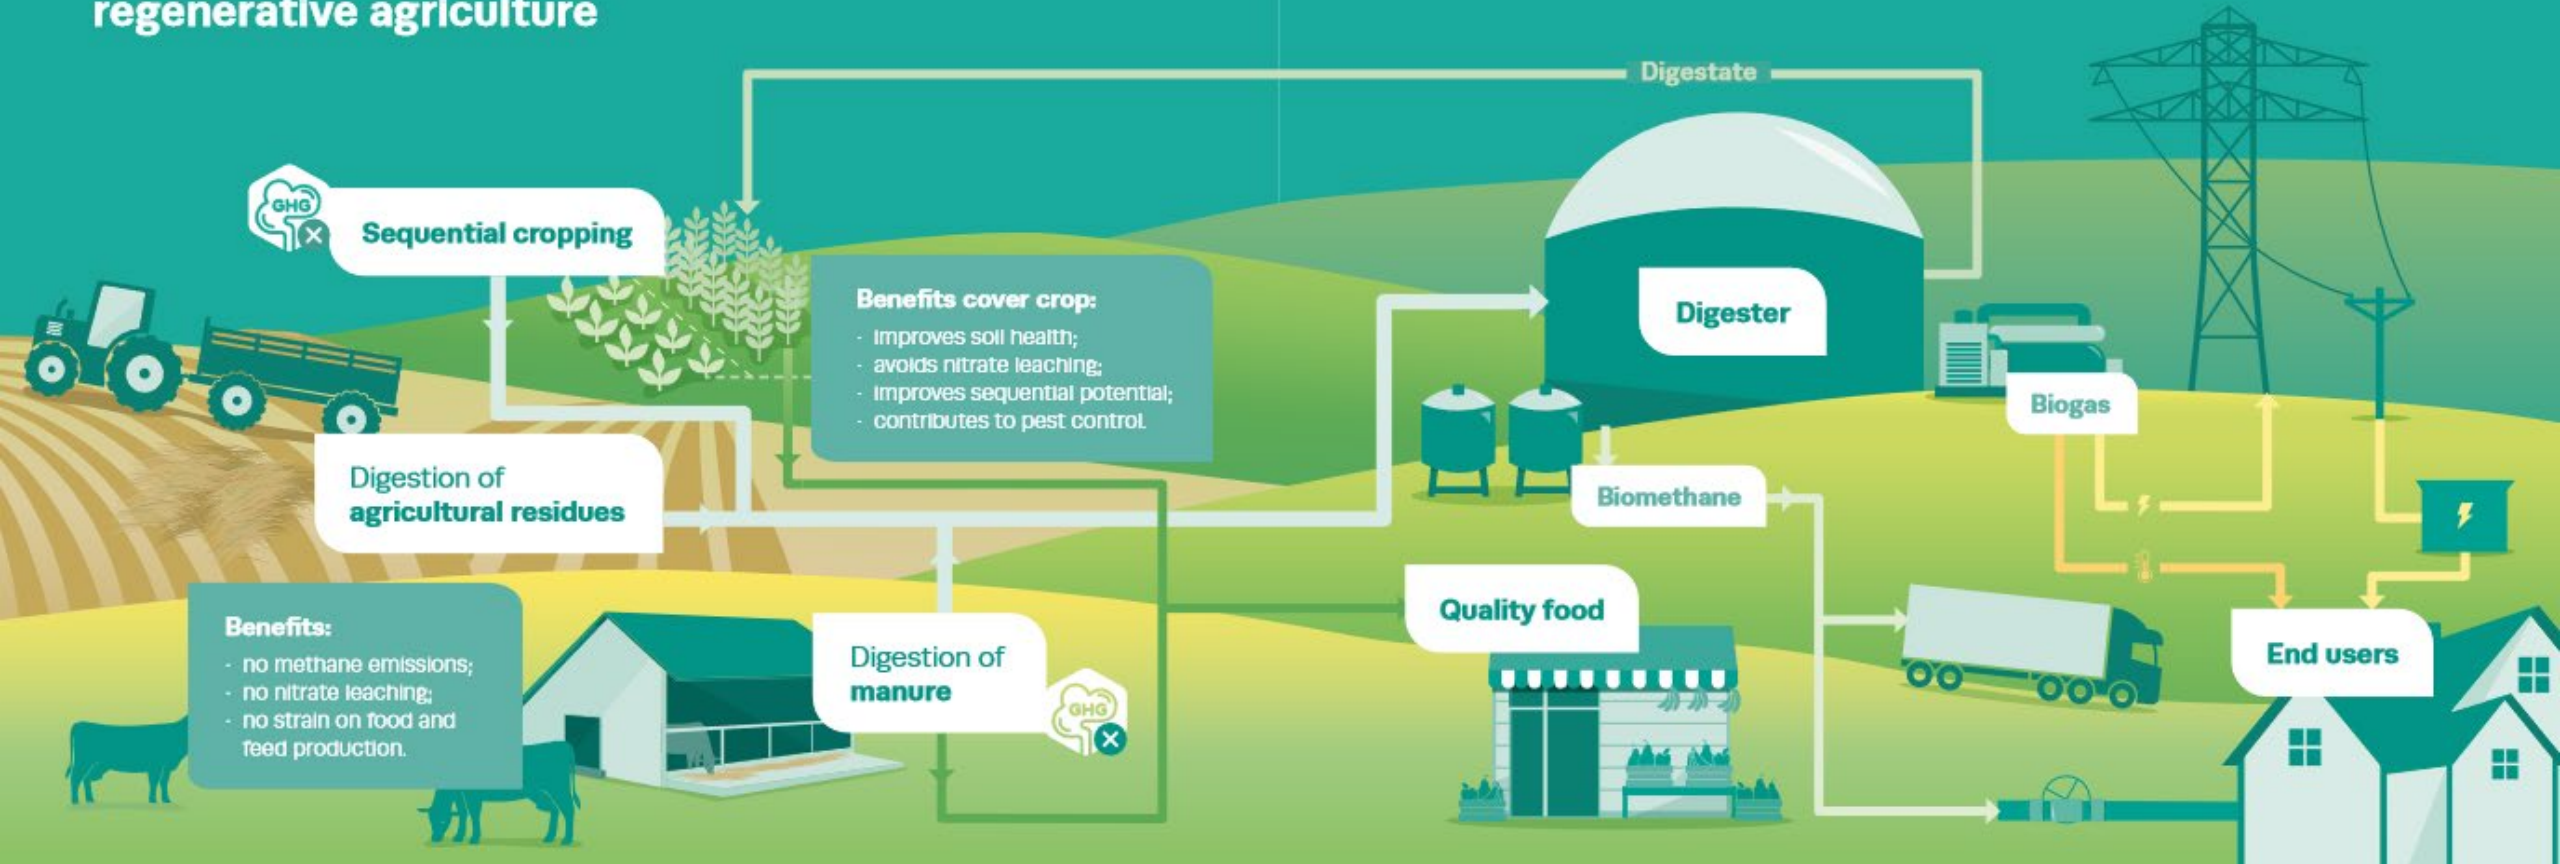 regenerative agriculture
Digestate
GHG
Sequential cropping
Benefits cover crop:
- improves soil health;
- avoids nitrate leaching;
- improves sequential potential;
- contributes to pest control.
Digester
Biogas
Digestion of
agricultural residues
Biomethane
Quality food
Benefits:
- no methane emissions;
- no nitrate leaching;
- no strain on food and
feed production.
Digestion of
manure
GHG
End users